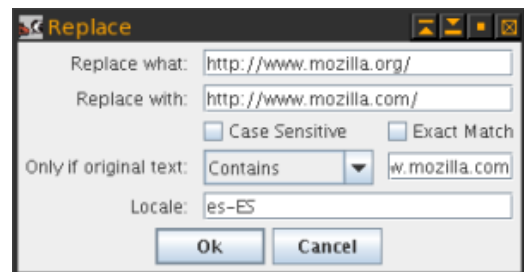 Replace
Replace what: http://www.mozilla.org/
Replace with: http://www.mozilla.com/
Case Sensitive Exact Match
Only if original text: Contains w.mozilla.com
Locale: es-ES
Ok Cancel